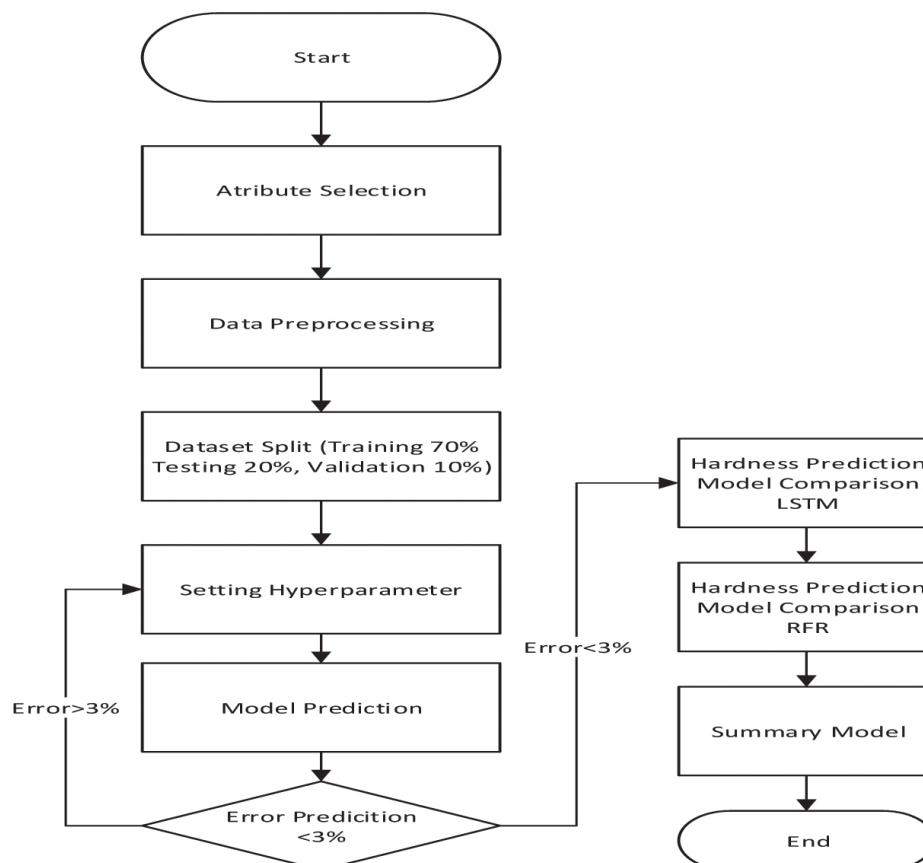 Start
Atribute Selection
Data Preprocessing
Dataset Split (Training 70%
Testing 20%, Validation 10%)
Setting Hyperparameter
Model Prediction
Error Predicition
<3%
Error>3%
Error<3%
Hardness Prediction
Model Comparison
LSTM
Hardness Prediction
Model Comparison
RFR
Summary Model
End